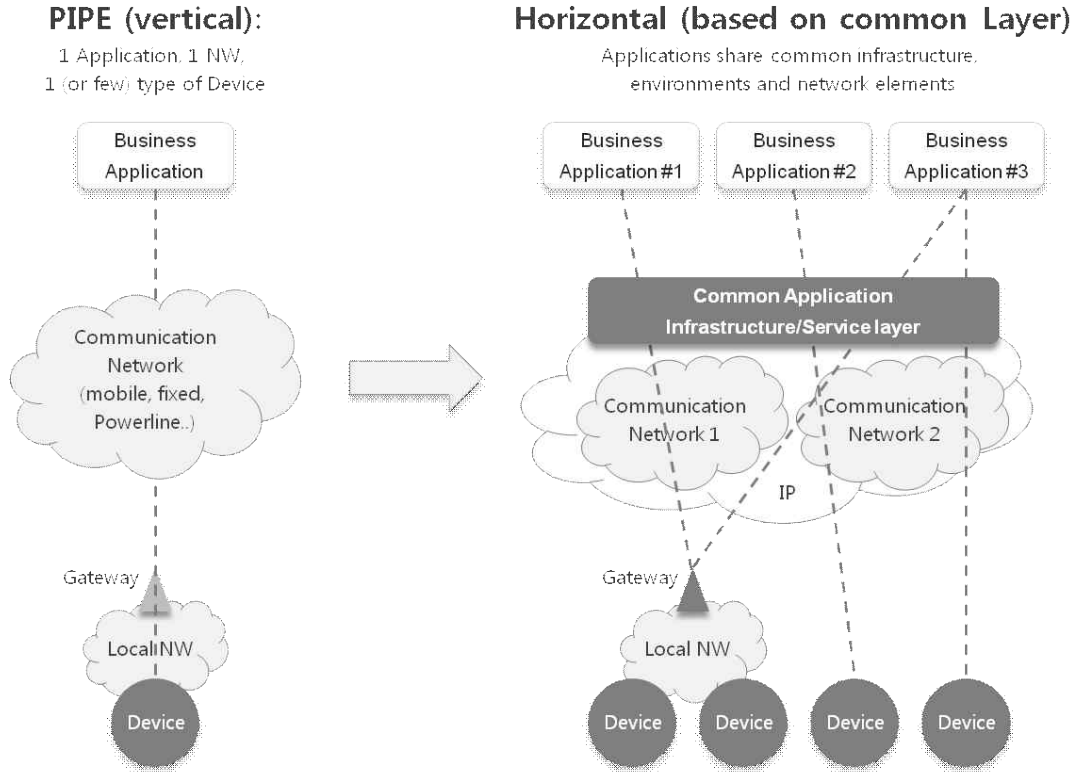 PIPE (vertical):
1 Application, 1 NW,
1 (or few) type of Device
Business
Application
Communication
Network
(mobile, fixed,
Powerline..)
Gateway
Local NW
Device
Horizontal (based on common Layer)
Applications share common infrastructure,
environments and network elements
Business
Application #1
Business
Application #2
Business
Application #3
Common Application
Infrastructure/Service layer
Communication
Network 1
Communication
Network 2
IP
Gateway
Local NW
Device
Device
Device
Device